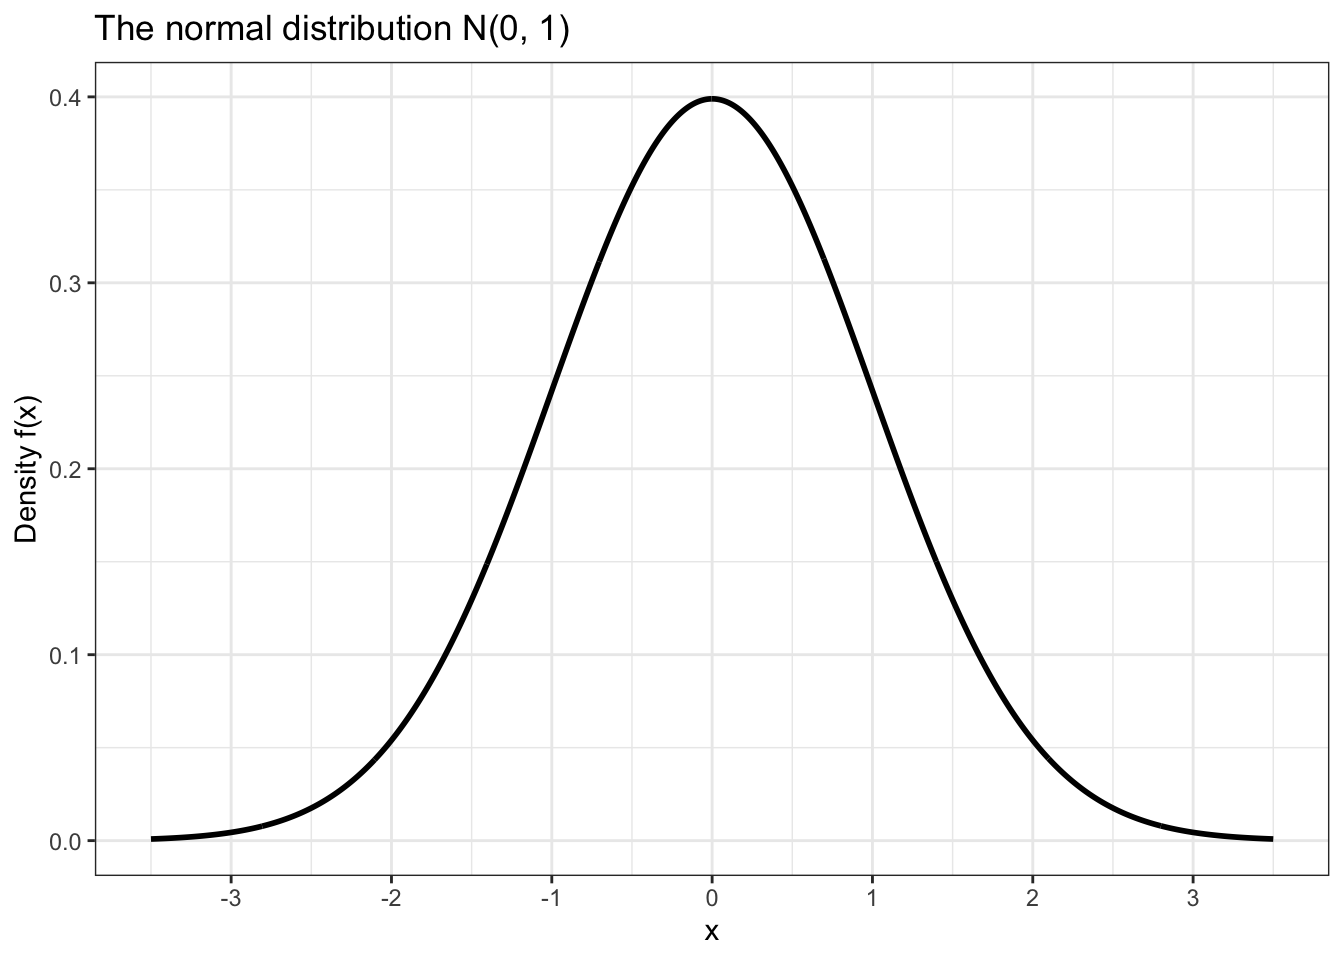 The normal distribution N(0, 1)
Density f(x)
0.4
0.3
0.2
0.1
0.0
-3 -2 -1 0 1 2 3
x